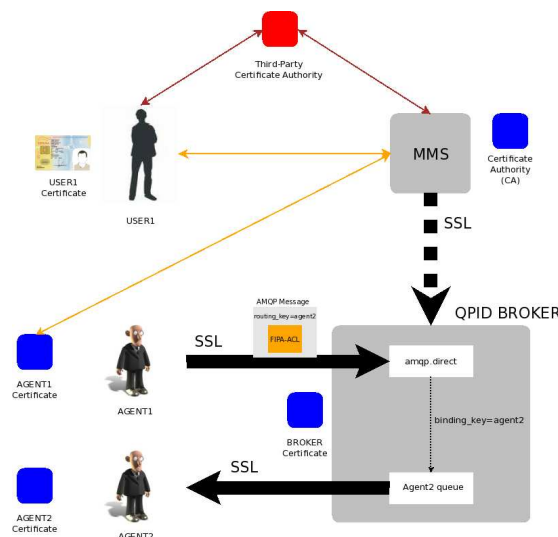 Third-Party
Certificate Authority
MMS
Certificate
Authority
(CA)
USER1
Certificate
USER1
SSL
AMQP Message
QPID BROKER
routing_key=agent2
FIPA-ACL
SSL
amqp.direct
AGENT1
Certificate
AGENT1
binding_key=agent2
BROKER
Certificate
SSL
Agent2 queue
AGENT2
Certificate
AGENT2